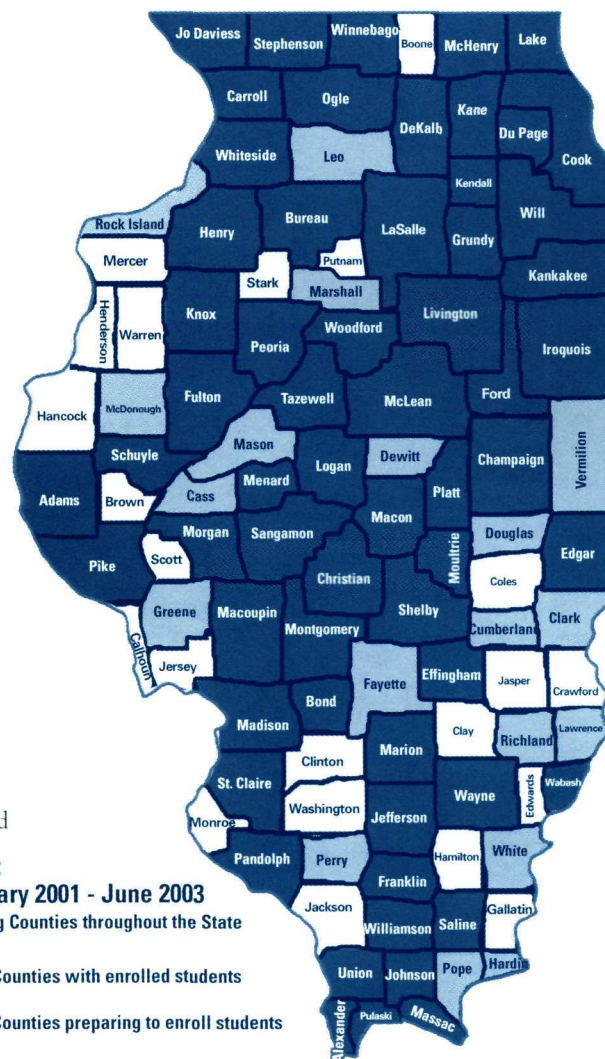 Jo Daviess
Stephenson
Winnebago
Boone
McHenry
Lake
Carroll
Ogle
DeKalb
Kane
Du Page
Cook
Whiteside
Leo
Kendall
Rock Island
Henry
Bureau
LaSalle
Grundy
Will
Mercer
Putnam
Stark
Marshall
Kankakee
Henderson
Warren
Knox
Peoria
Woodford
Livington
Iroquois
Hancock
McDonough
Fulton
Tazewell
McLean
Ford
Vermilion
Schuyle
Mason
Logan
Dewitt
Champaign
Adams
Brown
Cass
Menard
Macon
Platt
Pike
Scott
Morgan
Sangamon
Christian
Moultrie
Douglas
Edgar
Coles
Calhoun
Greene
Macoupin
Montgomery
Shelby
Cumberlan
Clark
Jersey
Fayette
Effingham
Jasper
Crawford
Madison
Bond
Clay
Richland
Lawrence
Clinton
Marion
St. Claire
Washington
Jefferson
Wayne
Edwards
Wabash
Monroe
Pandolph
Perry
Hamilton
White
Franklin
Jackson
Williamson
Saline
Gallatin
Union
Johnson
Pope
Hardin
Alexander
Pulaski
Massac
d
ary 2001 - June 2003
g Counties throughout the State
Counties with enrolled students
Counties preparing to enroll students